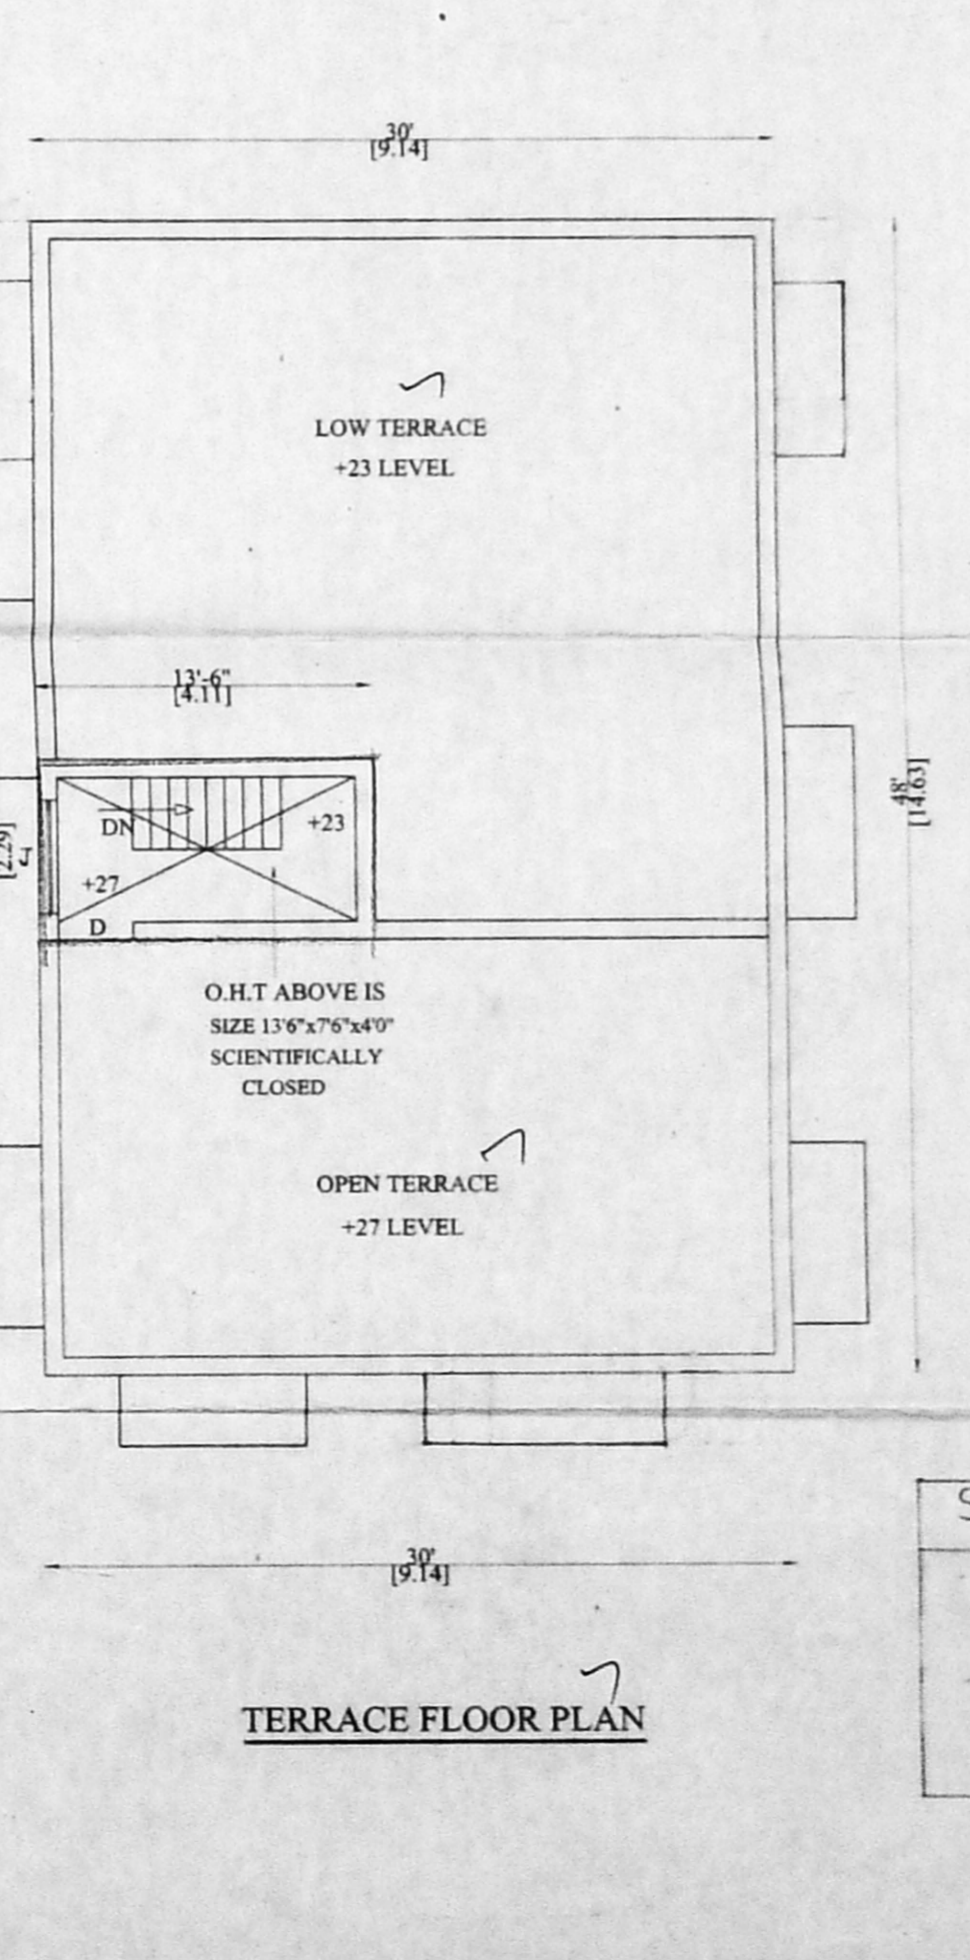 30'
[9.14]
LOW TERRACE
+23 LEVEL
13'-6"
[4.11]
48'
[14.63]
DN
+23
[2.29]
+27
D
O.H.T ABOVE IS
SIZE 13'6"x7'6"x4'0"
SCIENTIFICALLY
CLOSED
OPEN TERRACE
+27 LEVEL
30'
[9.14]
TERRACE FLOOR PLAN